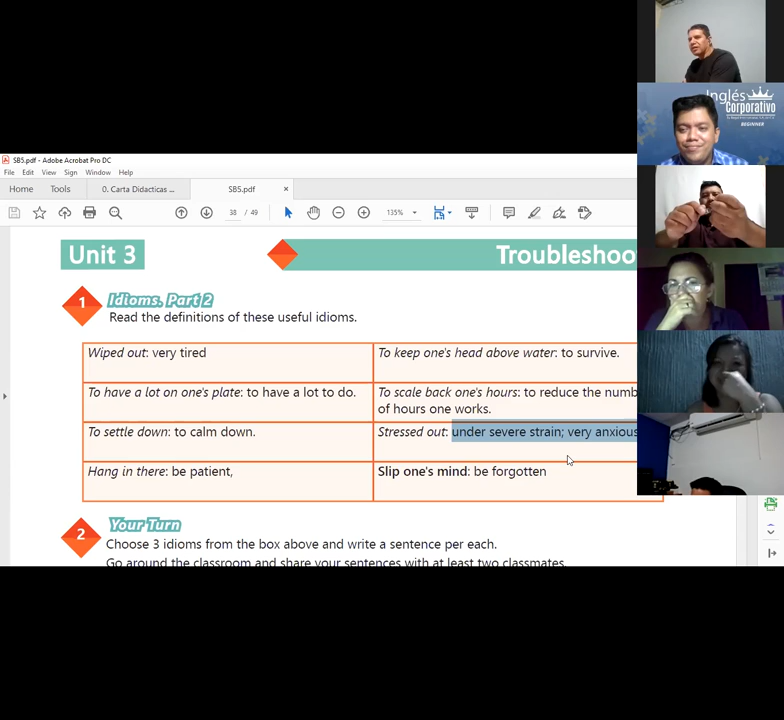 SB5.pdf - Adobe Acrobat Pro DC
File Edit View Sign Window Help
Home Tools 0. Carta Didacticas ... SB5.pdf ×
38 / 49 135%
Unit 3 Troubleshoo
1 Idioms. Part 2
Read the definitions of these useful idioms.
Wiped out: very tired
To keep one's head above water: to survive.
To have a lot on one's plate: to have a lot to do.
To scale back one's hours: to reduce the numb
of hours one works.
To settle down: to calm down.
Stressed out: under severe strain; very anxious
Hang in there: be patient,
Slip one's mind: be forgotten
2 Your Turn
Choose 3 idioms from the box above and write a sentence per each.
Go around the classroom and share your sentences with at least two classmates.
Inglés
Corporativo
BEGINNER